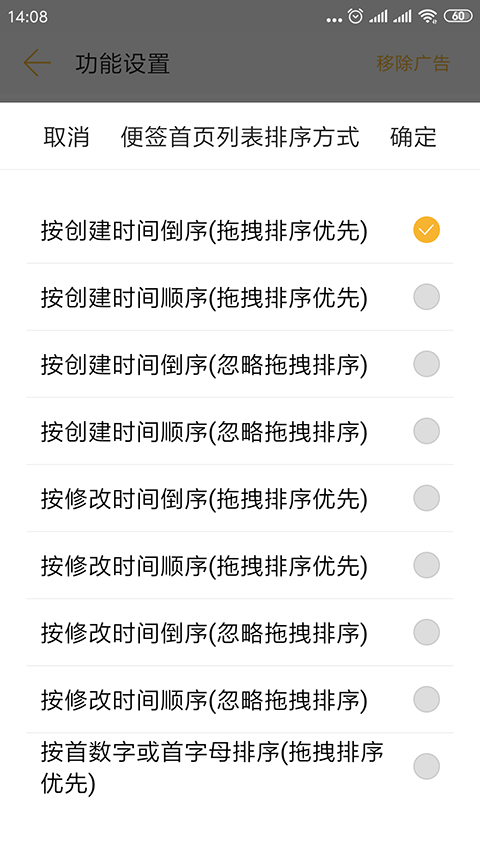 14:08
60
功能设置
移除广告
取消 便签首页列表排序方式 确定
按创建时间倒序(拖拽排序优先)
按创建时间顺序(拖拽排序优先)
按创建时间倒序(忽略拖拽排序)
按创建时间顺序(忽略拖拽排序)
按修改时间倒序(拖拽排序优先)
按修改时间顺序(拖拽排序优先)
按修改时间倒序(忽略拖拽排序)
按修改时间顺序(忽略拖拽排序)
按首数字或首字母排序(拖拽排序
优先)